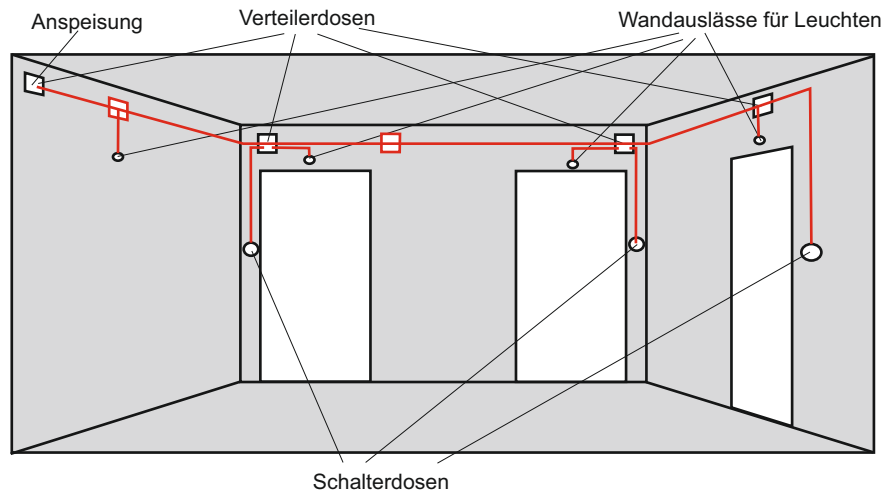 Anspeisung
Verteilerdosen
Wandauslässe für Leuchten
Schalterdosen